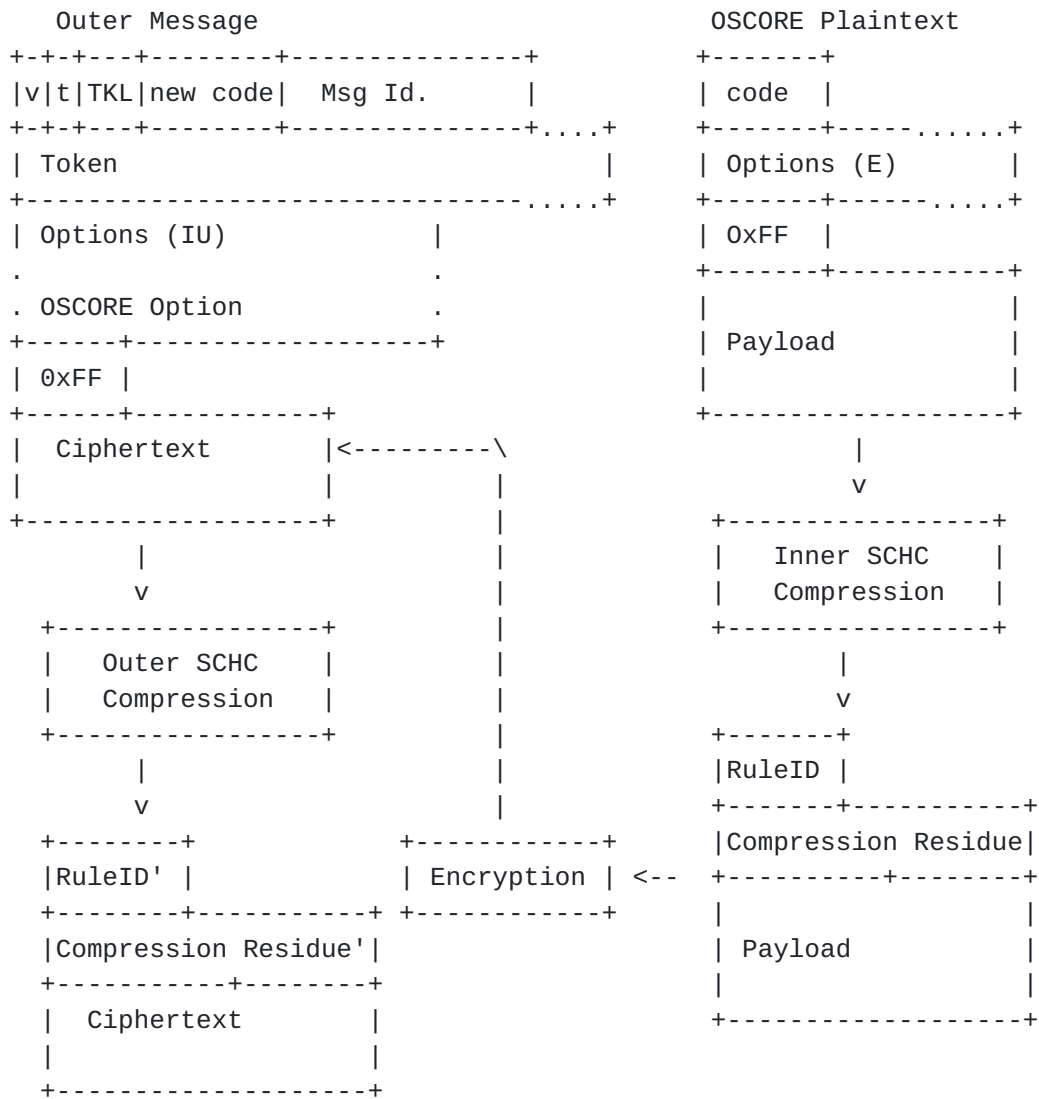 Outer Message OSCORE Plaintext
v t TKL new code Msg Id. code
Token Options (E)
Options (IU) OxFF
OSCORE Option
Payload
0xFF
Ciphertext
Inner SCHC
Compression
Outer SCHC
Compression
RuleID
Compression Residue
RuleID' Encryption <--
Compression Residue' Payload
Ciphertext